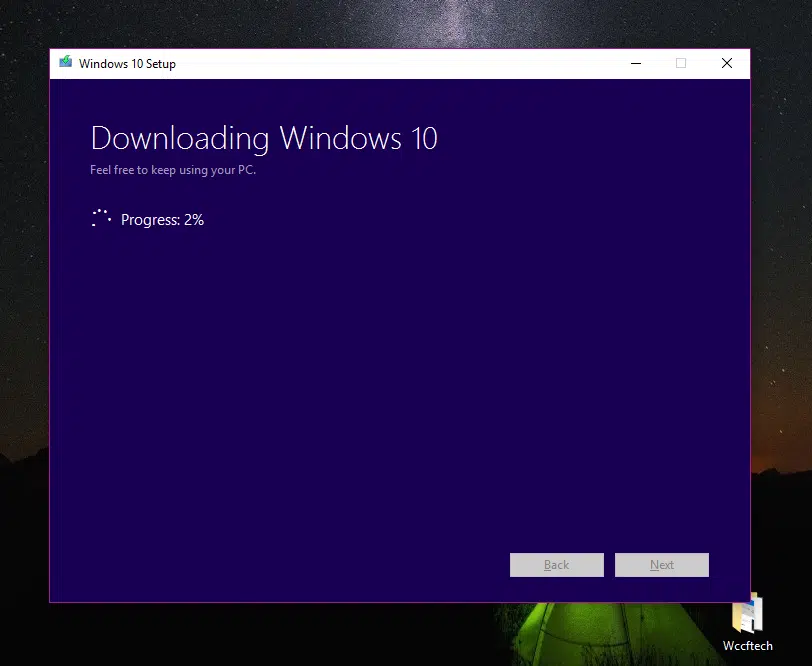 Windows 10 Setup
Downloading Windows 10
Feel free to keep using your PC.
Progress: 2%
Back
Next
Wccftech